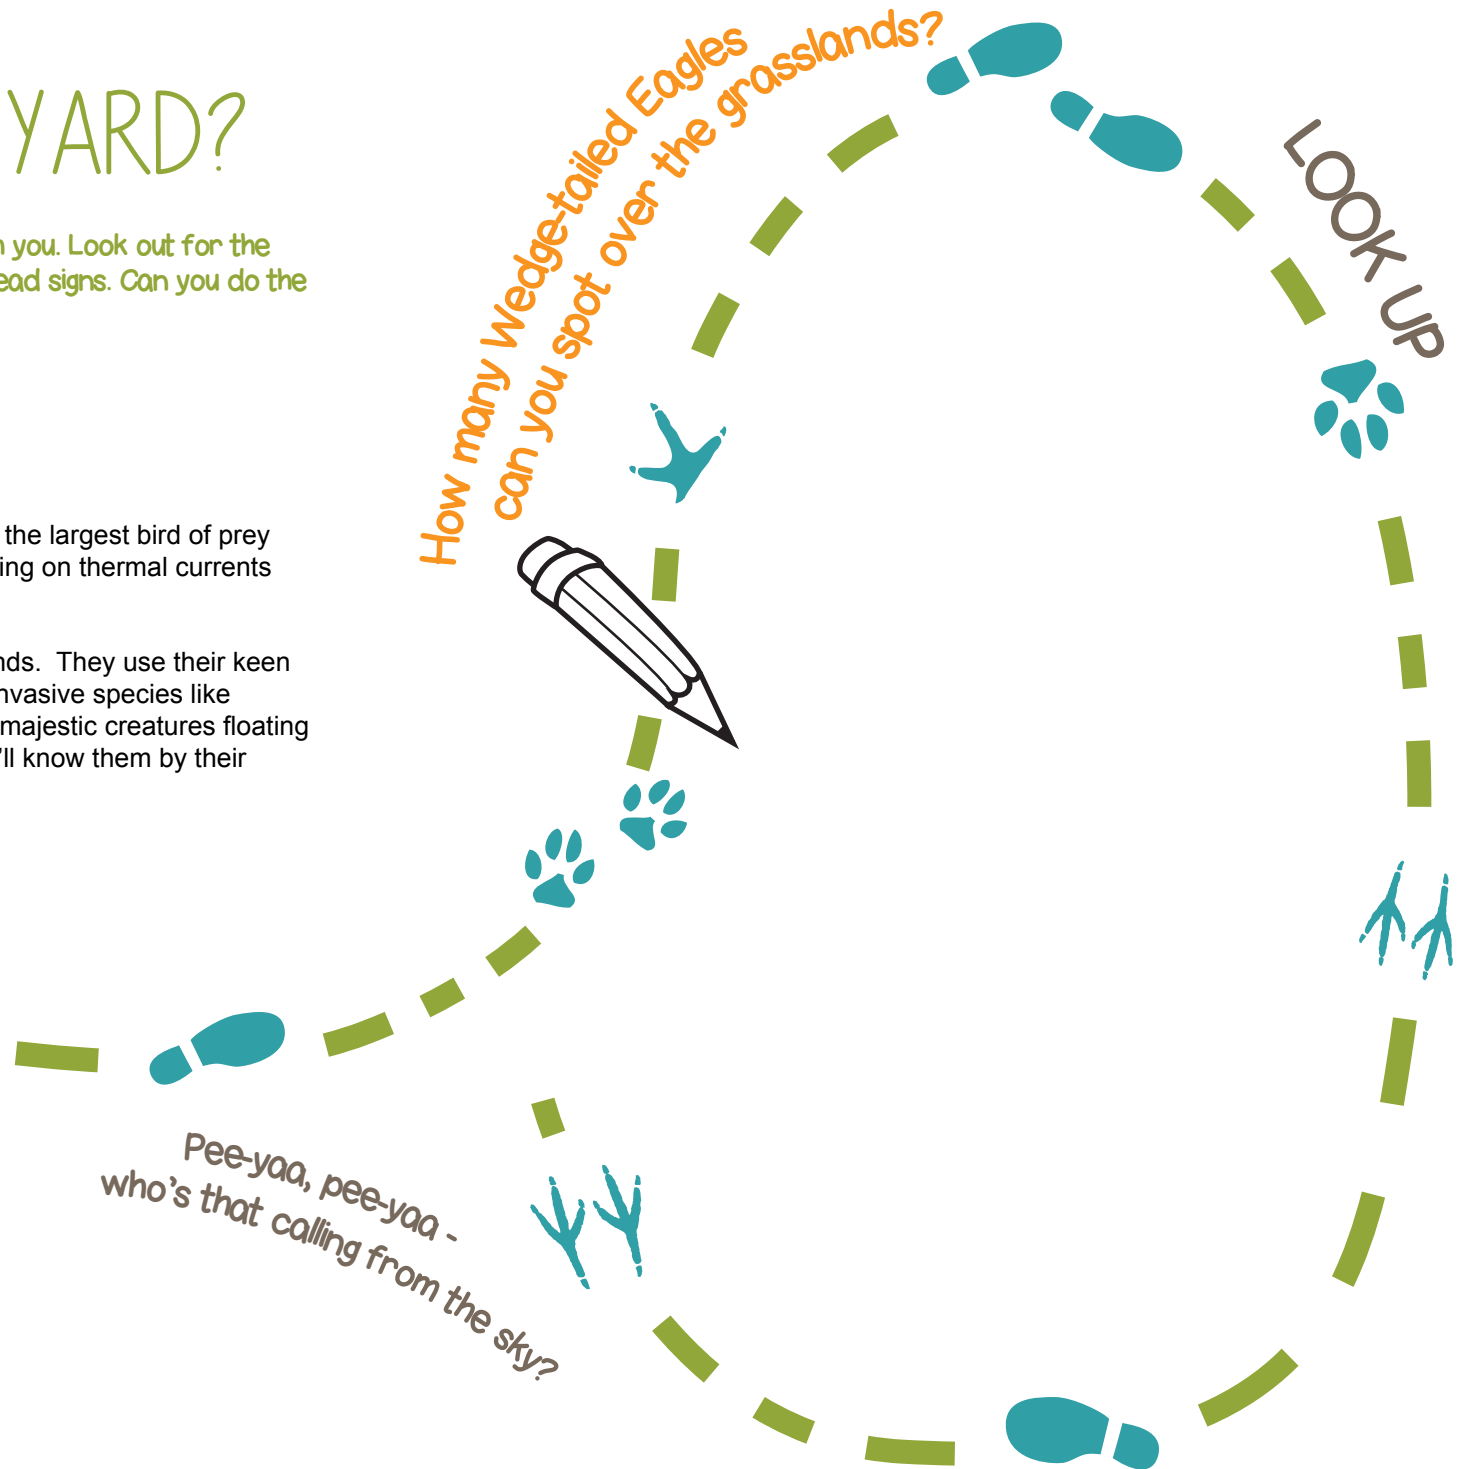 YARD?
you. Look out for the
ead signs. Can you do the
the largest bird of prey
ing on thermal currents
nds. They use their keen
nvasive species like
majestic creatures floating
'll know them by their
How many Wedge-tailed Eagles
can you spot over the grasslands?
LOOK UP
Pee-yaa, pee-yaa -
who's that calling from the sky?